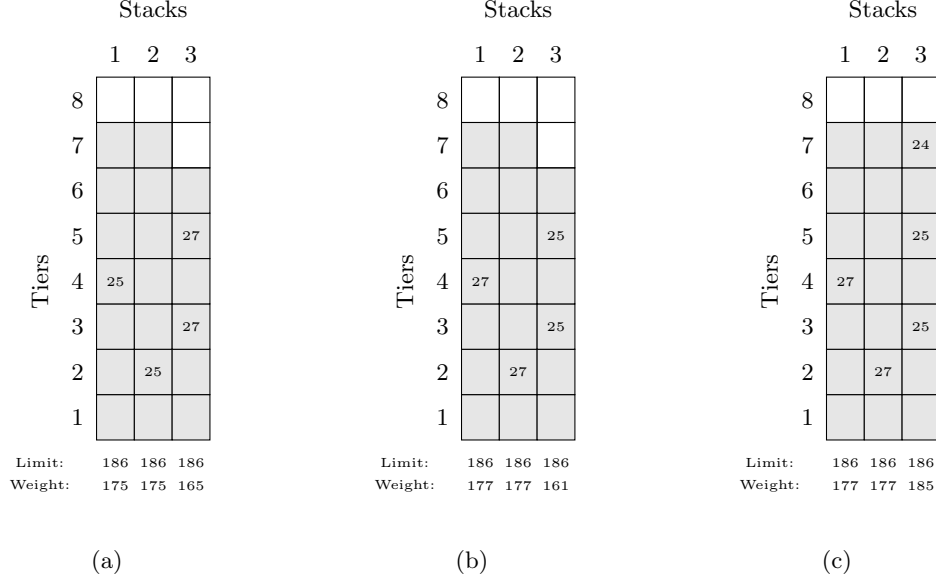 Stacks Stacks Stacks
1 2 3 1 2 3 1 2 3
8 8 8
7 7 7 24
6 6 6
5 27 5 25 5 25
4 25 4 27 4 27
3 27 3 25 3 25
2 25 2 27 2 27
1 1 1
Tiers Tiers Tiers
Limit: 186 186 186 Limit: 186 186 186 Limit: 186 186 186
Weight: 175 175 165 Weight: 177 177 161 Weight: 177 177 185
(a) (b) (c)